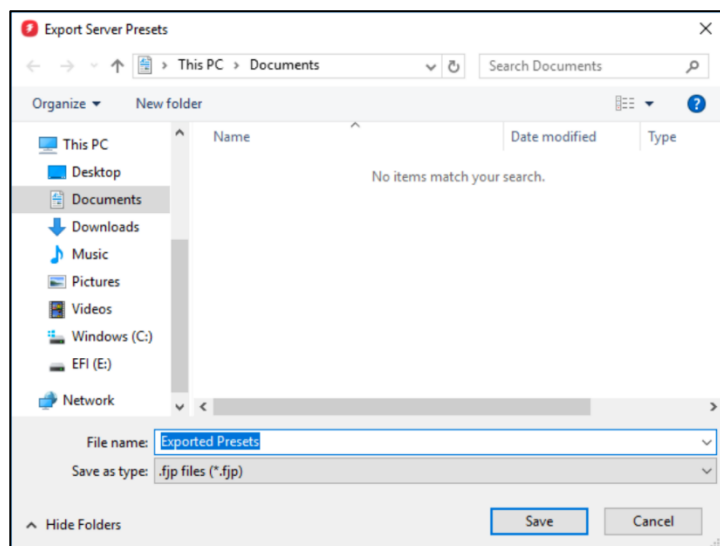 Export Server Presets
This PC > Documents
Search Documents
Organize
New folder
?
Name
Date modified
Type
This PC
Desktop
Documents
Downloads
Music
Pictures
Videos
Windows (C:)
EFI (E:)
Network
No items match your search.
File name: Exported Presets
Save as type: .fjp files (*.fjp)
Hide Folders
Save
Cancel